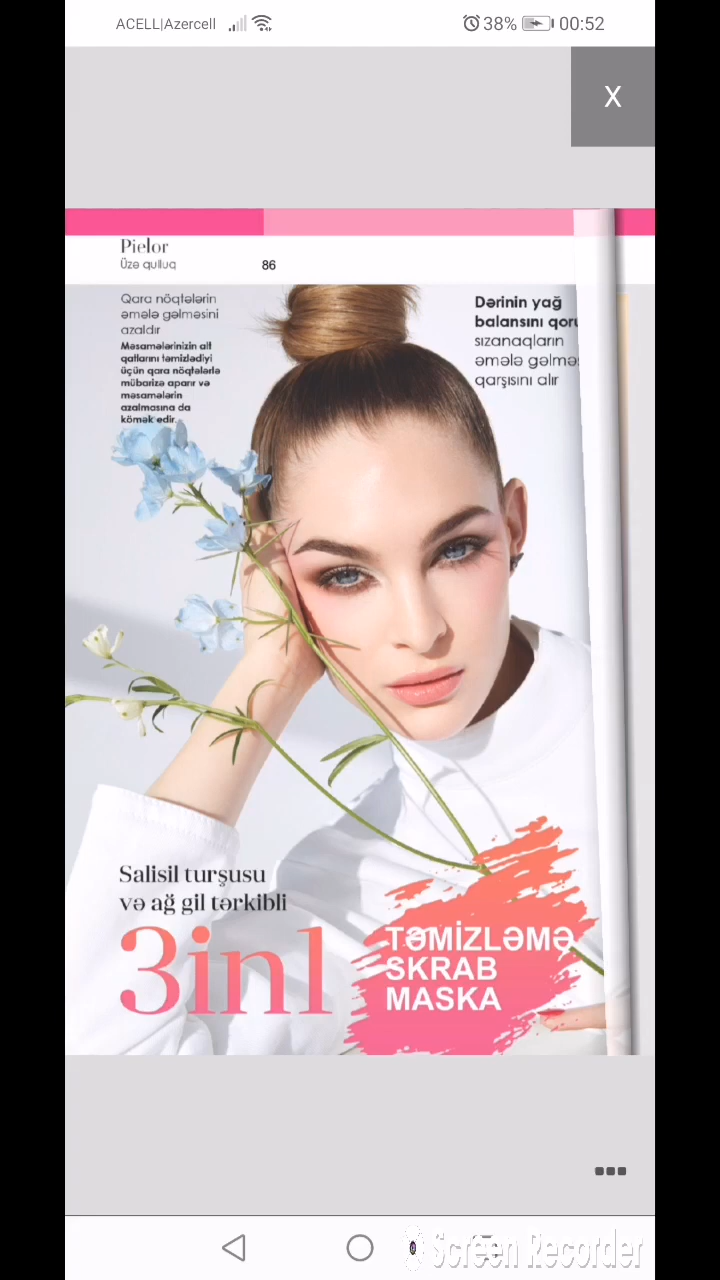 ACELL|Azercell
38%
00:52
X
Pielor
Üzə qulluq
86
Qara nöqtələrin
əmələ gəlməsini
azaldır
Məsamələrinizin alt
qatlarını təmizlədiyi
üçün qara nöqtələrlə
mübarizə aparır və
məsamələrin
azalmasına da
kömək edir.
Dərinin yağ
balansını qoru
sızanaqların
əmələ gəlməs
qarşısını alır
Salisil turşusu
və ağ gil tərkibli
3in1
TƏMİZLƏMƏ
SKRAB
MASKA
Screen Recorder